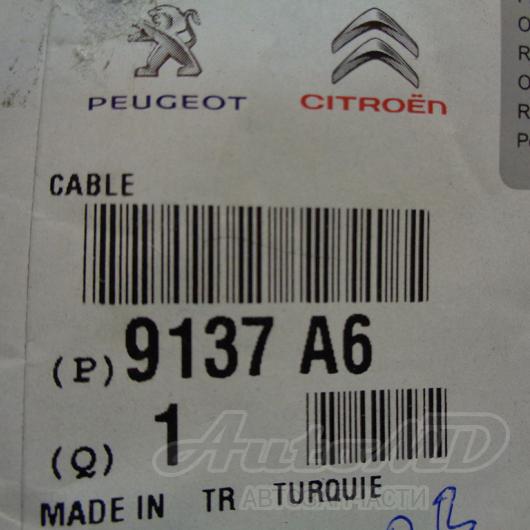 PEUGEOT CITROËN
CABLE
(P) 9137 A6
(Q) 1
MADE IN TR TURQUIE
AutoMD
АВТОЗАПЧАСТИ